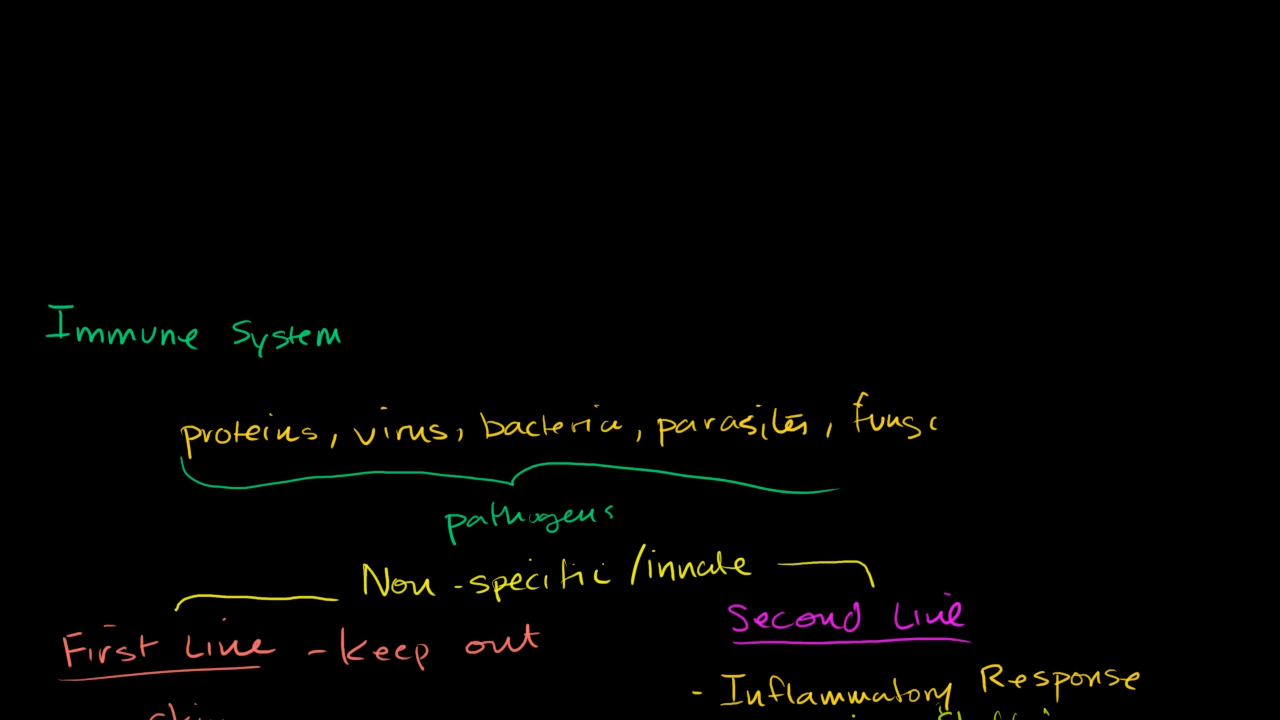 Immune System
proteins, virus, bacteria, parasites, fungi
pathogens
Non-specific/innate
First Line - Keep out
Second Line
- Inflammatory Response
skin